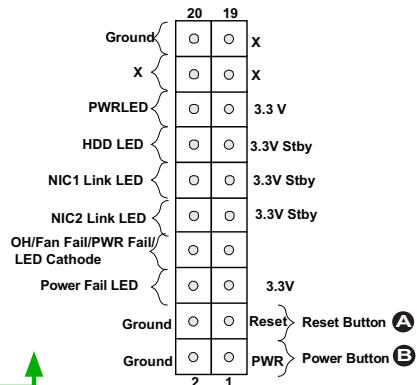 20 19
Ground X
X X
PWRLED 3.3 V
HDD LED 3.3V Stby
NIC1 Link LED 3.3V Stby
NIC2 Link LED 3.3V Stby
OH/Fan Fail/PWR Fail/
LED Cathode
Power Fail LED 3.3V
Ground Reset Reset Button A
Ground PWR Power Button B
2 1